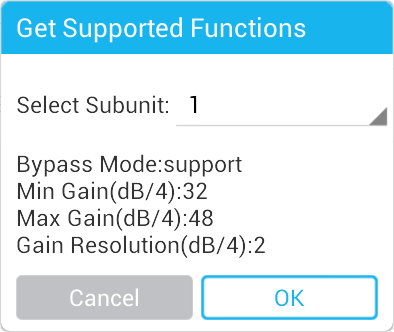 Get Supported Functions
Select Subunit: 1
Bypass Mode:support
Min Gain(dB/4):32
Max Gain(dB/4):48
Gain Resolution(dB/4):2
Cancel OK